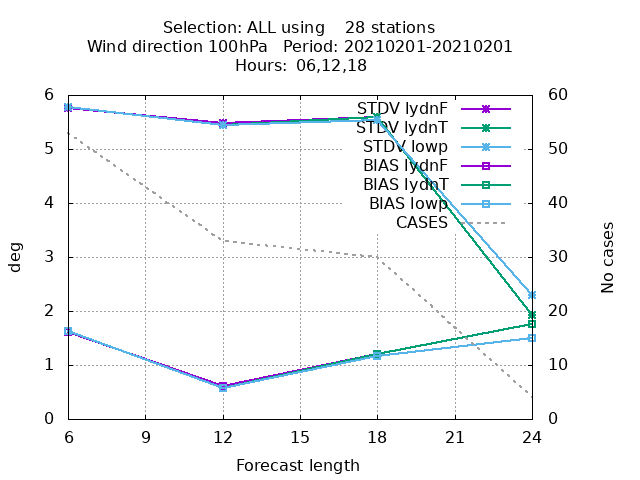 Selection: ALL using    28 stations
Wind direction 100hPa   Period: 20210201-20210201
Hours: 06,12,18
6 60
STDV lydnF
STDV lydnT
5 50
STDV lowp
BIAS lydnF
BIAS lydnT
4 40
BIAS lowp
CASES
deg
No cases
3 30
2 20
1 10
0 0
6 9 12 15 18 21 24
Forecast length